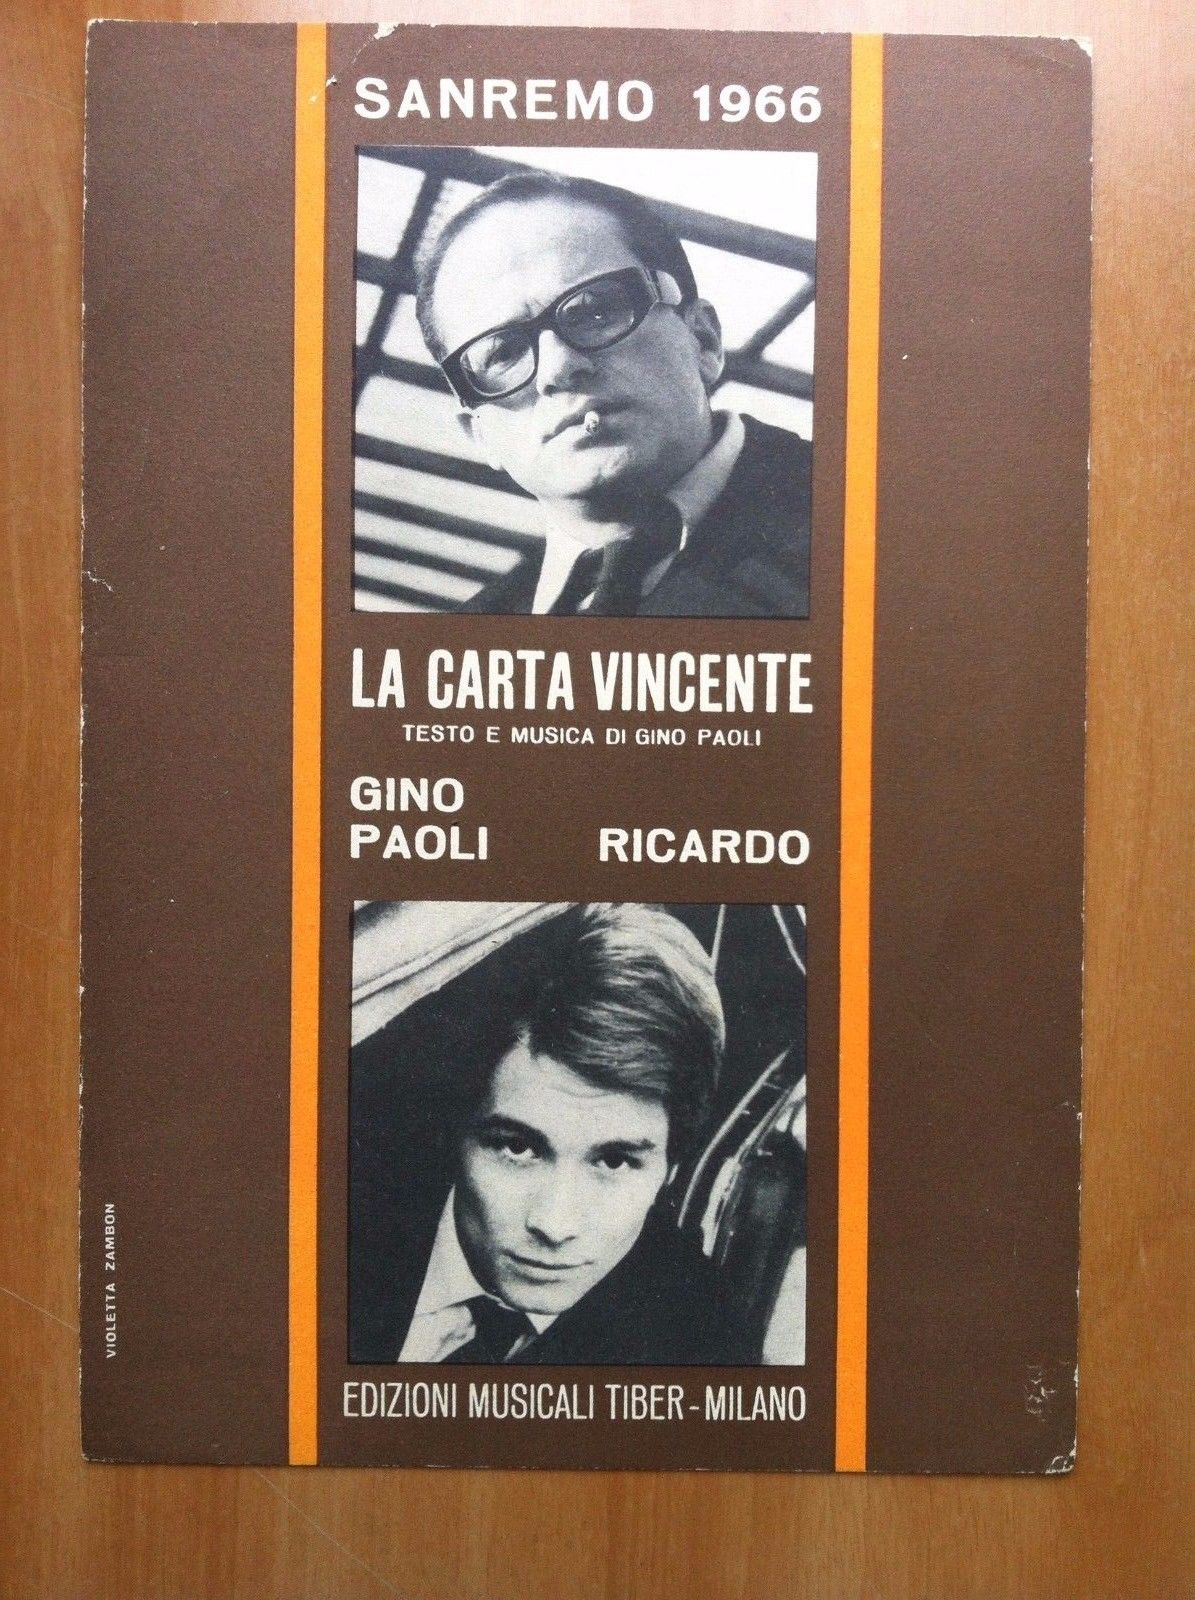 SANREMO 1966
LA CARTA VINCENTE
TESTO E MUSICA DI GINO PAOLI
GINO
PAOLI RICARDO
EDIZIONI MUSICALI TIBER-MILANO
VIOLETTA ZAMBON